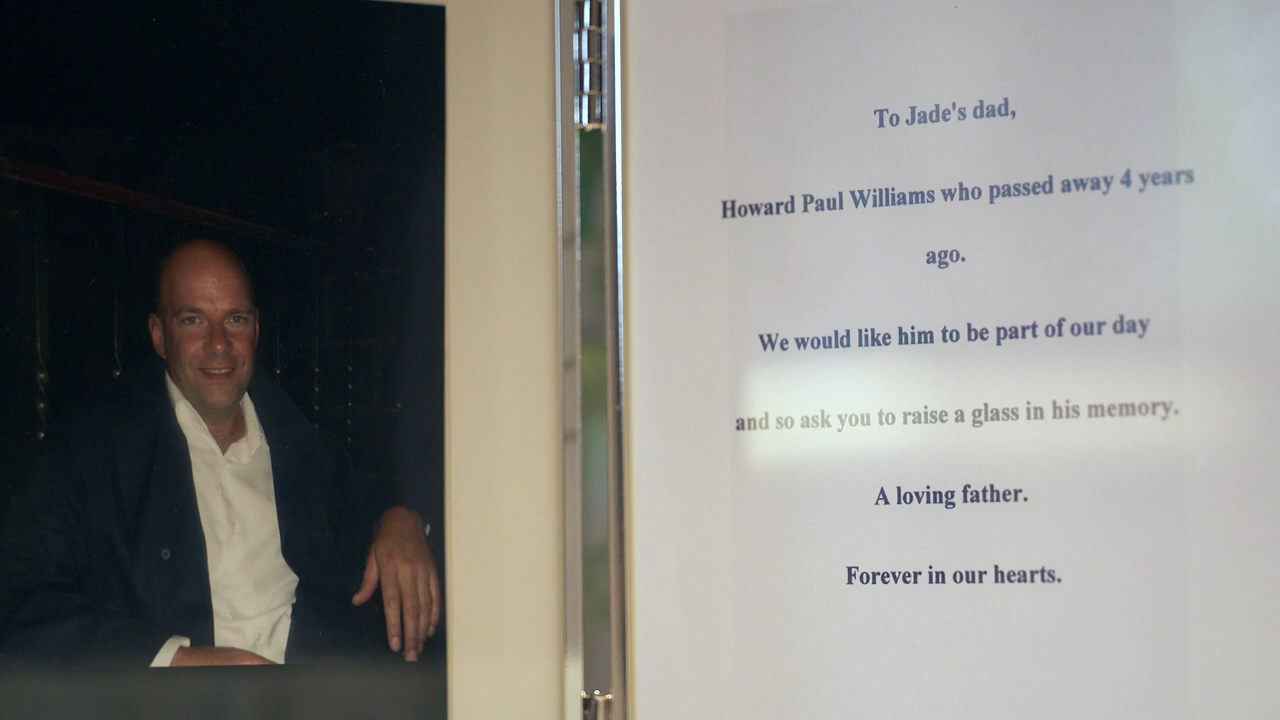 To Jade's dad,
Howard Paul Williams who passed away 4 years
ago.
We would like him to be part of our day
and so ask you to raise a glass in his memory.
A loving father.
Forever in our hearts.